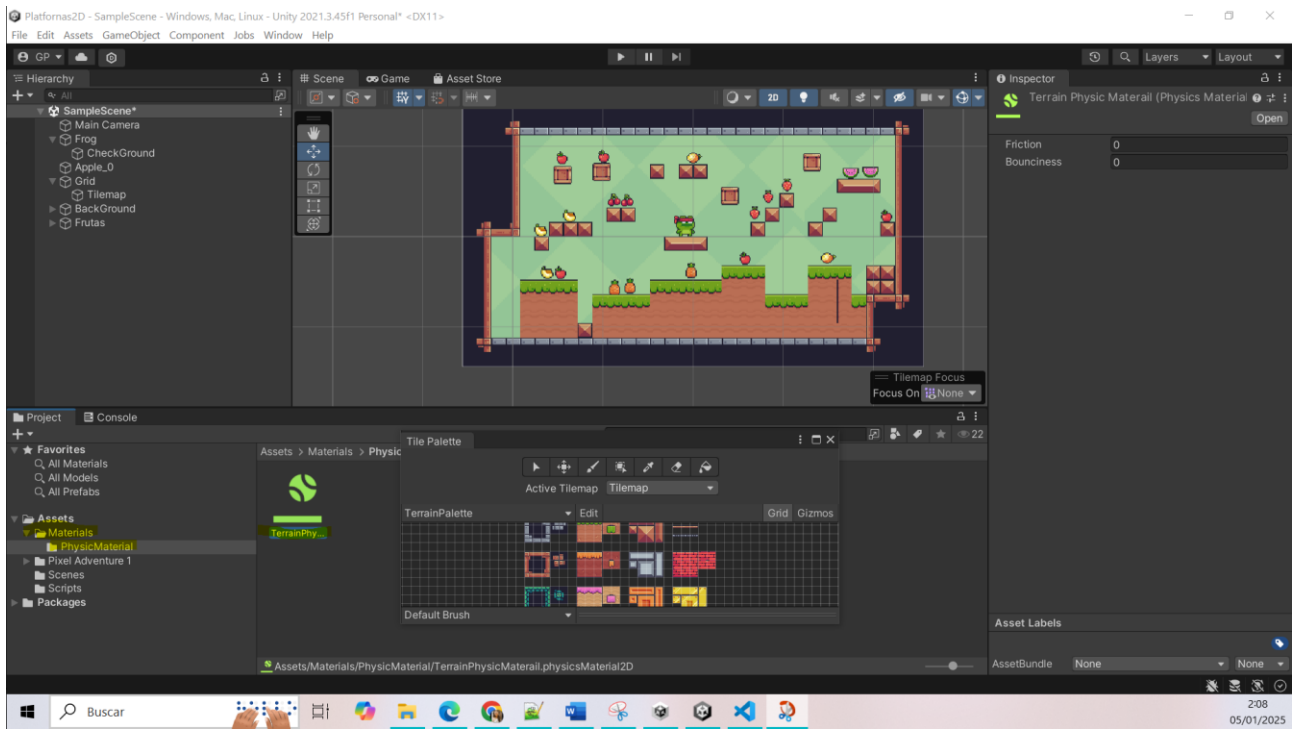 Platfornas2D - SampleScene - Windows, Mac, Linux - Unity 2021.3.45f1 Personal* <DX11>
File Edit Assets GameObject Component Jobs Window Help
GP Layers Layout
Hierarchy
All
SampleScene*
Main Camera
Frog
CheckGround
Apple_0
Grid
Tilemap
BackGround
Frutas
Scene Game Asset Store
2D
Tilemap Focus
Focus On None
Inspector
Terrain Physic Materail (Physics Material
Open
Friction 0
Bounciness 0
Asset Labels
AssetBundle None None
Project Console
22
Favorites
All Materials
All Models
All Prefabs
Assets
Materials
PhysicMaterial
Pixel Adventure 1
Scenes
Scripts
Packages
Assets > Materials > Physic
TerrainPhy...
Tile Palette
Active Tilemap Tilemap
TerrainPalette Edit Grid Gizmos
Default Brush
Assets/Materials/PhysicMaterial/TerrainPhysicMaterail.physicsMaterial2D
Buscar
2:08
05/01/2025